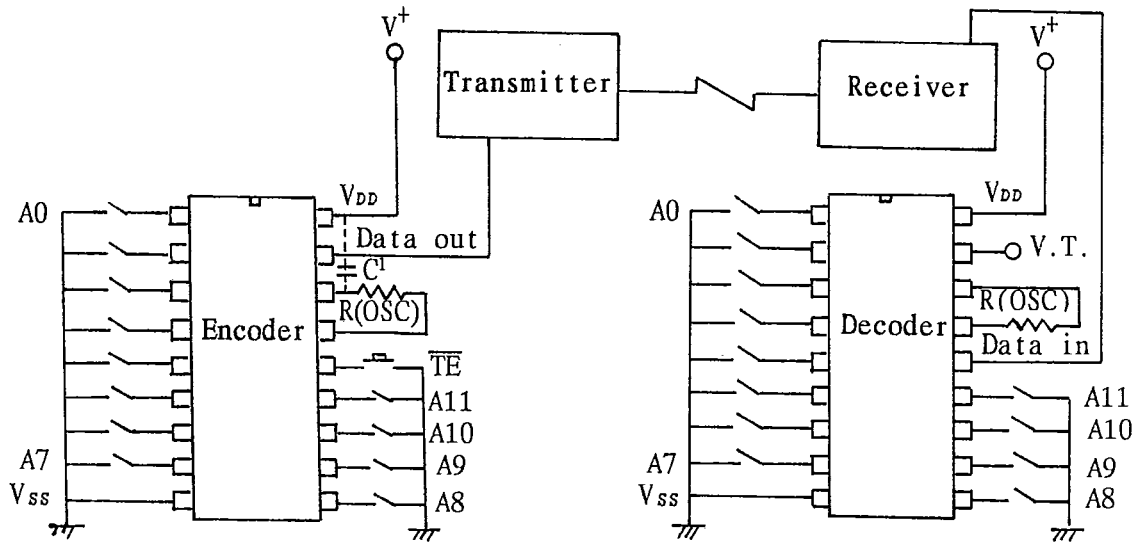 V+
Transmitter
Receiver
V+
A0
VDD
Data out
C1
R(OSC)
Encoder
TE
A11
A10
A7
A9
VSS
A8
A0
VDD
V.T.
R(OSC)
Decoder
Data in
A11
A10
A7
A9
VSS
A8